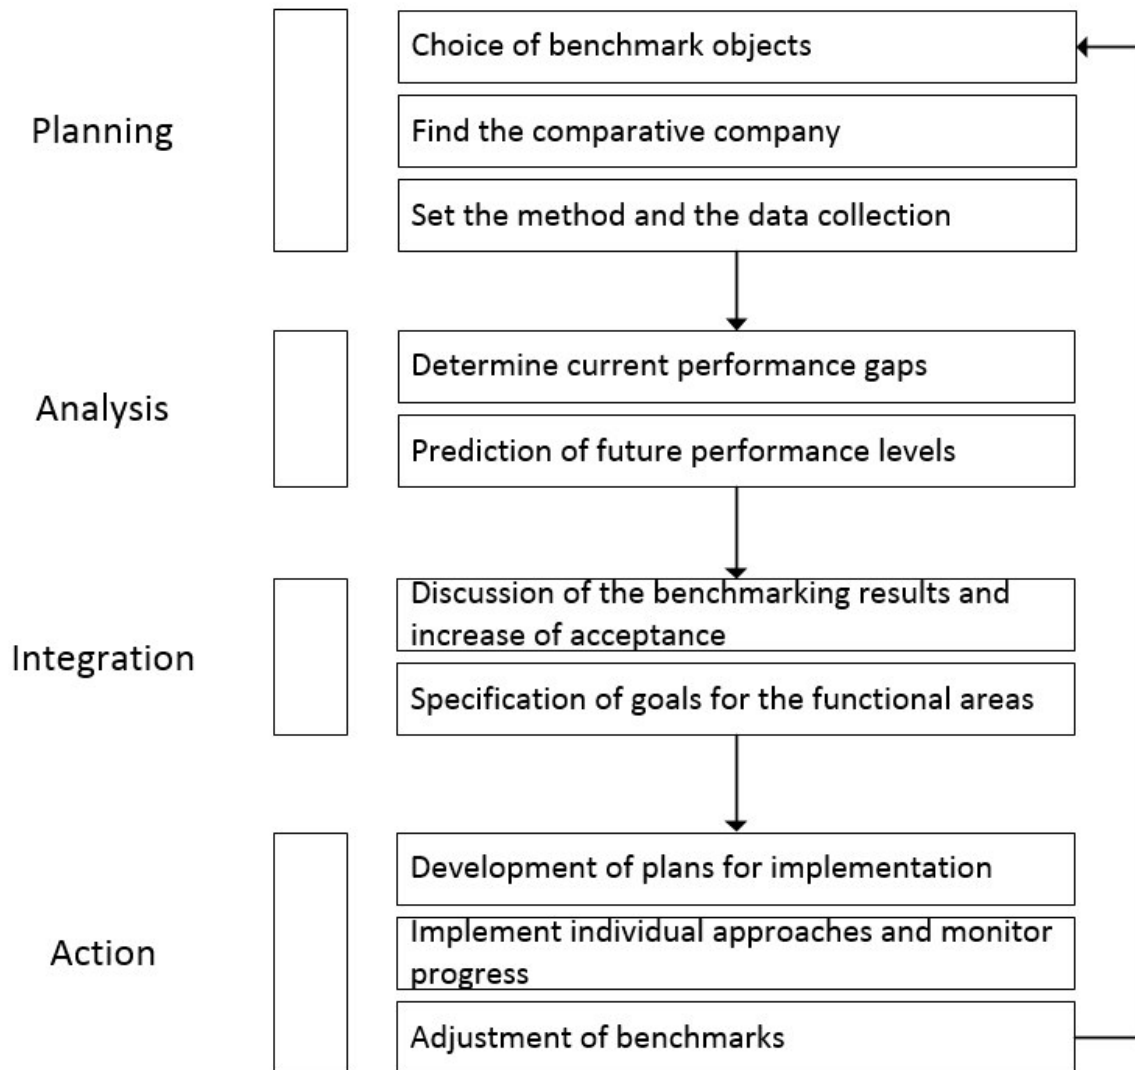 Choice of benchmark objects
Planning
Find the comparative company
Set the method and the data collection
Determine current performance gaps
Analysis
Prediction of future performance levels
Discussion of the benchmarking results and
increase of acceptance
Integration
Specification of goals for the functional areas
Development of plans for implementation
Action
Implement individual approaches and monitor
progress
Adjustment of benchmarks